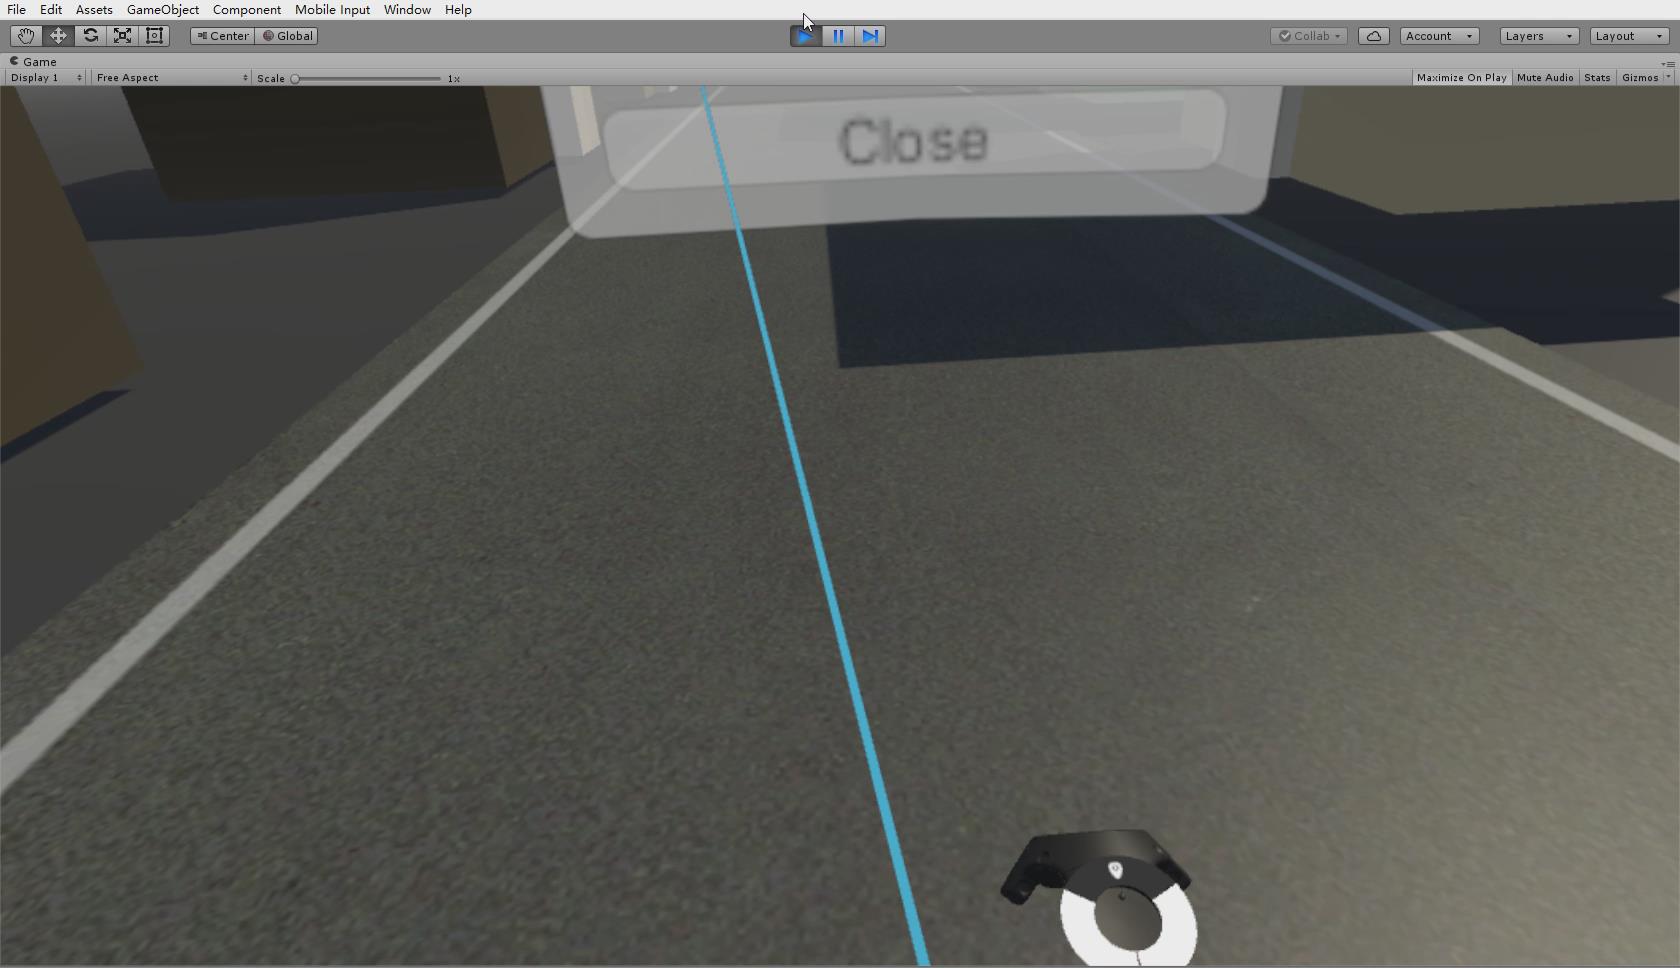 File Edit Assets GameObject Component Mobile Input Window Help
Center Global Collab Account Layers Layout
Game
Display 1 Free Aspect Scale 1x Maximize On Play Mute Audio Stats Gizmos
Close